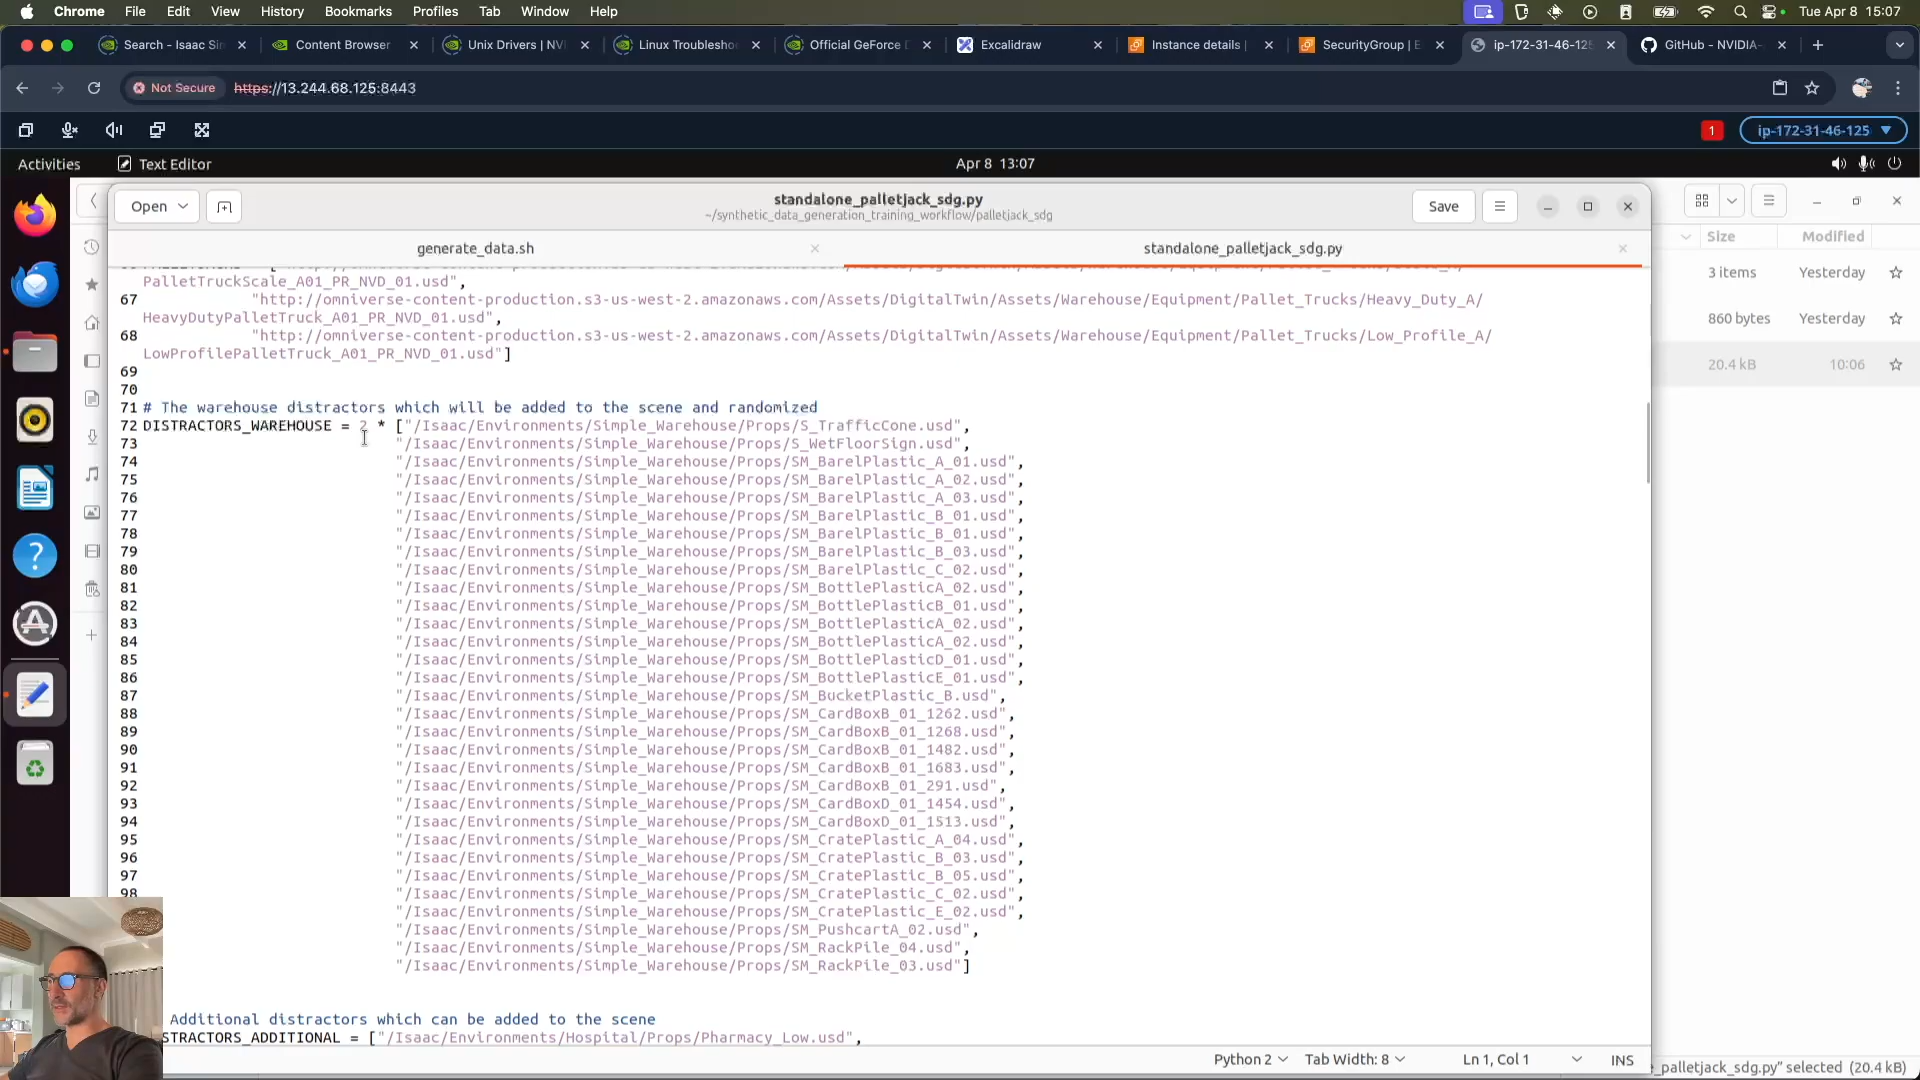 Chrome File Edit View History Bookmarks Profiles Tab Window Help Tue Apr 8 15:07
Search - Isaac Sir Content Browser Unix Drivers | NVI Linux Troublesho Official GeForce D Excalidraw Instance details | SecurityGroup | E ip-172-31-46-125 GitHub - NVIDIA-
Not Secure https://13.244.68.125:8443
1 ip-172-31-46-125
Activities Text Editor Apr 8 13:07
Open standalone_palletjack_sdg.py Save
~/synthetic_data_generation_training_workflow/palletjack_sdg
generate_data.sh standalone_palletjack_sdg.py
Size Modified
3 items Yesterday
860 bytes Yesterday
20.4 kB 10:06
PalletTruckScale_A01_PR_NVD_01.usd",
67 "http://omniverse-content-production.s3-us-west-2.amazonaws.com/Assets/DigitalTwin/Assets/Warehouse/Equipment/Pallet_Trucks/Heavy_Duty_A/
HeavyDutyPalletTruck_A01_PR_NVD_01.usd",
68 "http://omniverse-content-production.s3-us-west-2.amazonaws.com/Assets/DigitalTwin/Assets/Warehouse/Equipment/Pallet_Trucks/Low_Profile_A/
LowProfilePalletTruck_A01_PR_NVD_01.usd"]
69
70
71 # The warehouse distractors which will be added to the scene and randomized
72 DISTRACTORS_WAREHOUSE = 2 * ["/Isaac/Environments/Simple_Warehouse/Props/S_TrafficCone.usd",
73 "/Isaac/Environments/Simple_Warehouse/Props/S_WetFloorSign.usd",
74 "/Isaac/Environments/Simple_Warehouse/Props/SM_BarelPlastic_A_01.usd",
75 "/Isaac/Environments/Simple_Warehouse/Props/SM_BarelPlastic_A_02.usd",
76 "/Isaac/Environments/Simple_Warehouse/Props/SM_BarelPlastic_A_03.usd",
77 "/Isaac/Environments/Simple_Warehouse/Props/SM_BarelPlastic_B_01.usd",
78 "/Isaac/Environments/Simple_Warehouse/Props/SM_BarelPlastic_B_01.usd",
79 "/Isaac/Environments/Simple_Warehouse/Props/SM_BarelPlastic_B_03.usd",
80 "/Isaac/Environments/Simple_Warehouse/Props/SM_BarelPlastic_C_02.usd",
81 "/Isaac/Environments/Simple_Warehouse/Props/SM_BottlePlasticA_02.usd",
82 "/Isaac/Environments/Simple_Warehouse/Props/SM_BottlePlasticB_01.usd",
83 "/Isaac/Environments/Simple_Warehouse/Props/SM_BottlePlasticA_02.usd",
84 "/Isaac/Environments/Simple_Warehouse/Props/SM_BottlePlasticA_02.usd",
85 "/Isaac/Environments/Simple_Warehouse/Props/SM_BottlePlasticD_01.usd",
86 "/Isaac/Environments/Simple_Warehouse/Props/SM_BottlePlasticE_01.usd",
87 "/Isaac/Environments/Simple_Warehouse/Props/SM_BucketPlastic_B.usd",
88 "/Isaac/Environments/Simple_Warehouse/Props/SM_CardBoxB_01_1262.usd",
89 "/Isaac/Environments/Simple_Warehouse/Props/SM_CardBoxB_01_1268.usd",
90 "/Isaac/Environments/Simple_Warehouse/Props/SM_CardBoxB_01_1482.usd",
91 "/Isaac/Environments/Simple_Warehouse/Props/SM_CardBoxB_01_1683.usd",
92 "/Isaac/Environments/Simple_Warehouse/Props/SM_CardBoxB_01_291.usd",
93 "/Isaac/Environments/Simple_Warehouse/Props/SM_CardBoxD_01_1454.usd",
94 "/Isaac/Environments/Simple_Warehouse/Props/SM_CardBoxD_01_1513.usd",
95 "/Isaac/Environments/Simple_Warehouse/Props/SM_CratePlastic_A_04.usd",
96 "/Isaac/Environments/Simple_Warehouse/Props/SM_CratePlastic_B_03.usd",
97 "/Isaac/Environments/Simple_Warehouse/Props/SM_CratePlastic_B_05.usd",
98 "/Isaac/Environments/Simple_Warehouse/Props/SM_CratePlastic_C_02.usd",
"/Isaac/Environments/Simple_Warehouse/Props/SM_CratePlastic_E_02.usd",
"/Isaac/Environments/Simple_Warehouse/Props/SM_PushcartA_02.usd",
"/Isaac/Environments/Simple_Warehouse/Props/SM_RackPile_04.usd",
"/Isaac/Environments/Simple_Warehouse/Props/SM_RackPile_03.usd"]
Additional distractors which can be added to the scene
STRACTORS_ADDITIONAL = ["/Isaac/Environments/Hospital/Props/Pharmacy_Low.usd",
Python 2 Tab Width: 8 Ln 1, Col 1 INS
_palletjack_sdg.py" selected (20.4 kB)